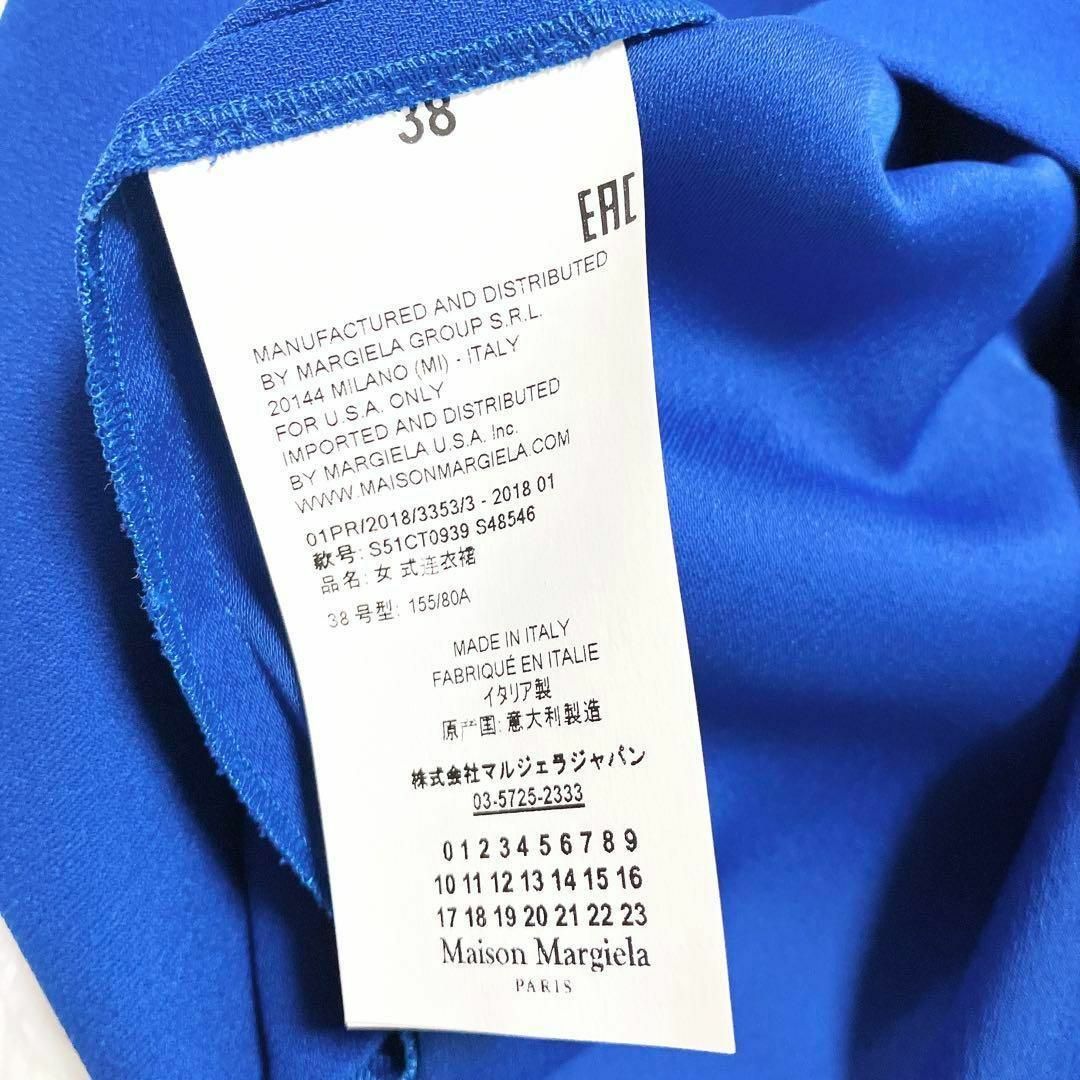 38
EAC
MANUFACTURED AND DISTRIBUTED
BY MARGIELA GROUP S.R.L.
20144 MILANO (MI) - ITALY
FOR U.S.A. ONLY
IMPORTED AND DISTRIBUTED
BY MARGIELA U.S.A. Inc.
WWW.MAISONMARGIELA.COM
01PR/2018/3353/3 - 2018 01
款号: S51CT0939 S48546
品名: 女式连衣裙
38 号型: 155/80A
MADE IN ITALY
FABRIQUÉ EN ITALIE
イタリア製
原产国: 意大利製造
株式会社マルジェラジャパン
03-5725-2333
0 1 2 3 4 5 6 7 8 9
10 11 12 13 14 15 16
17 18 19 20 21 22 23
Maison Margiela
PARIS